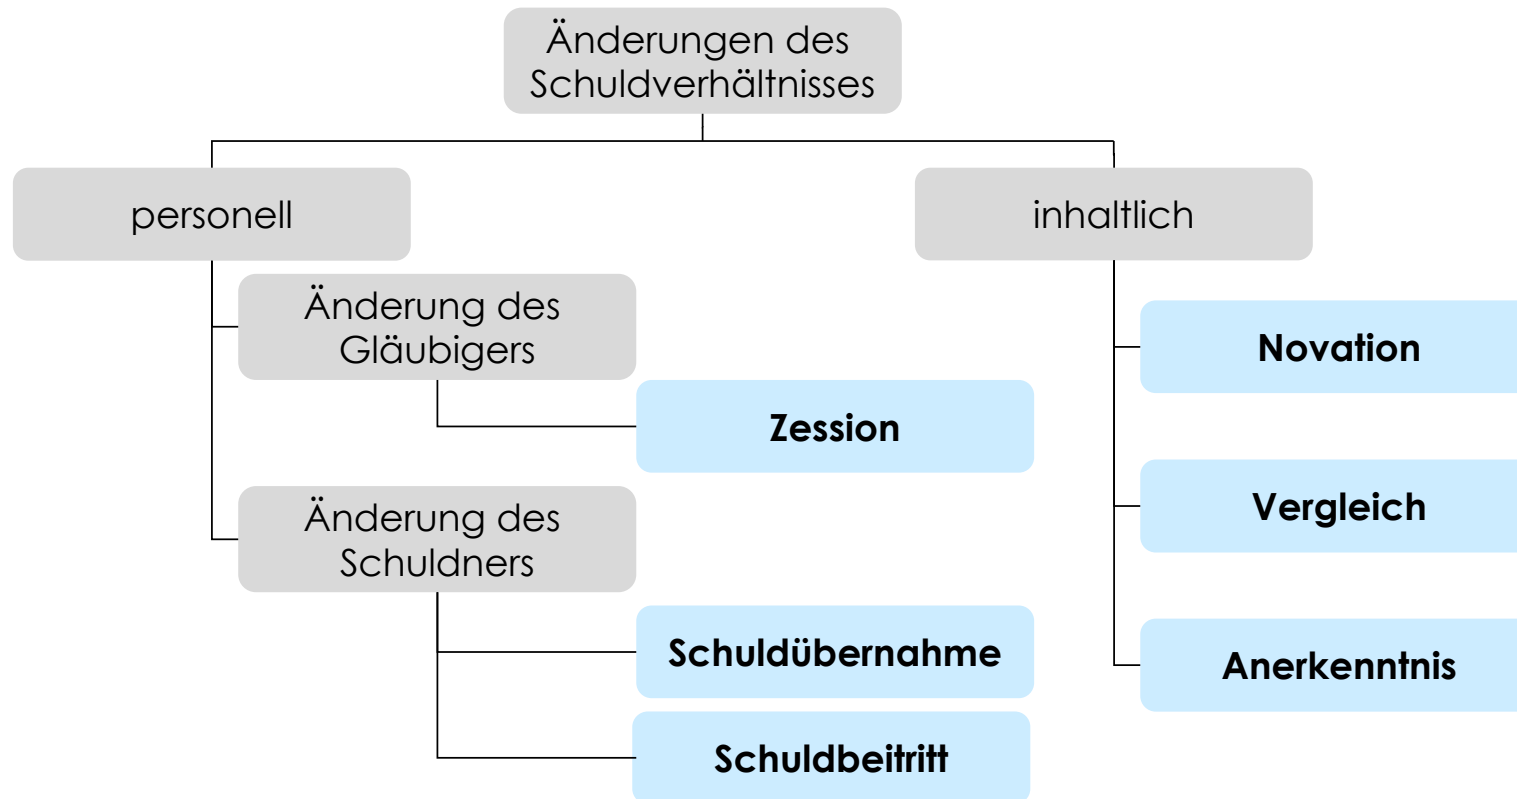 Änderungen des
Schuldverhältnisses
personell
inhaltlich
Änderung des
Gläubigers
Zession
Änderung des
Schuldners
Schuldübernahme
Schuldbeitritt
Novation
Vergleich
Anerkenntnis